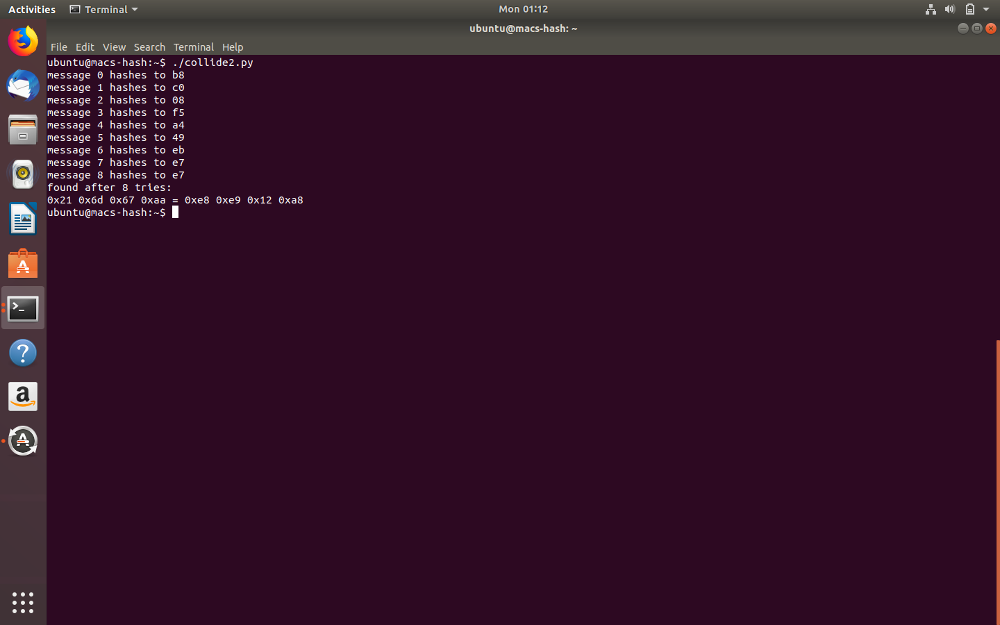 Activities Terminal Mon 01:12
ubuntu@macs-hash: ~
File Edit View Search Terminal Help
ubuntu@macs-hash:~$ ./collide2.py
message 0 hashes to b8
message 1 hashes to c0
message 2 hashes to 08
message 3 hashes to f5
message 4 hashes to a4
message 5 hashes to 49
message 6 hashes to eb
message 7 hashes to e7
message 8 hashes to e7
found after 8 tries:
0x21 0x6d 0x67 0xaa = 0xe8 0xe9 0x12 0xa8
ubuntu@macs-hash:~$